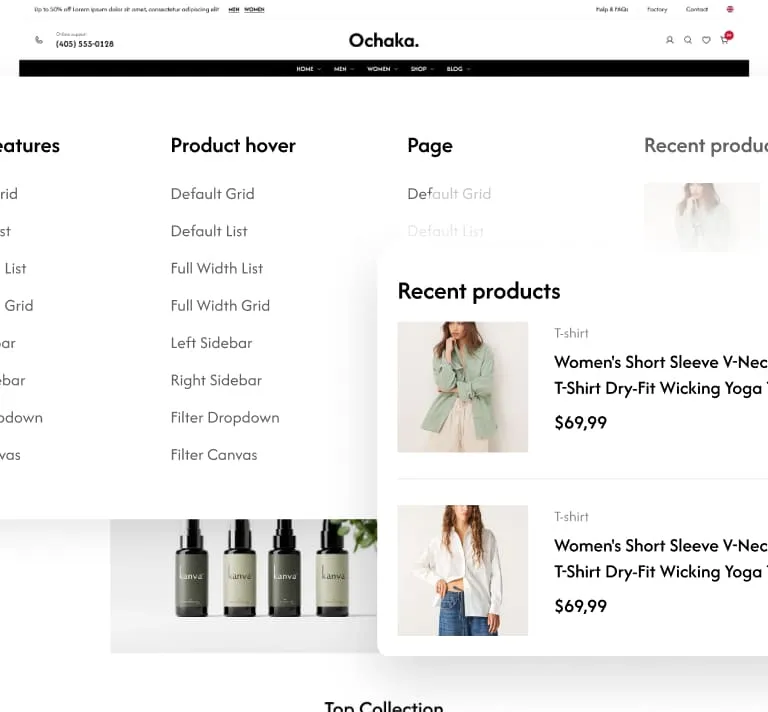 Up to 50% off Lorem ipsum dolor sit amet, consectetur adipiscing elit MEN WOMEN
Help & FAQs Factory Contact
Online support
(405) 555-0128
Ochaka.
HOME MEN WOMEN SHOP BLOG
eatures
rid
st
List
Grid
ar
ebar
pdown
vas
Product hover
Default Grid
Default List
Full Width List
Full Width Grid
Left Sidebar
Right Sidebar
Filter Dropdown
Filter Canvas
Page
Default Grid
Default List
Recent produc
Recent products
T-shirt
Women's Short Sleeve V-Nec
T-Shirt Dry-Fit Wicking Yoga T
$69,99
T-shirt
Women's Short Sleeve V-Nec
T-Shirt Dry-Fit Wicking Yoga T
$69,99
kanva kanva kanva kanva
Top Collection